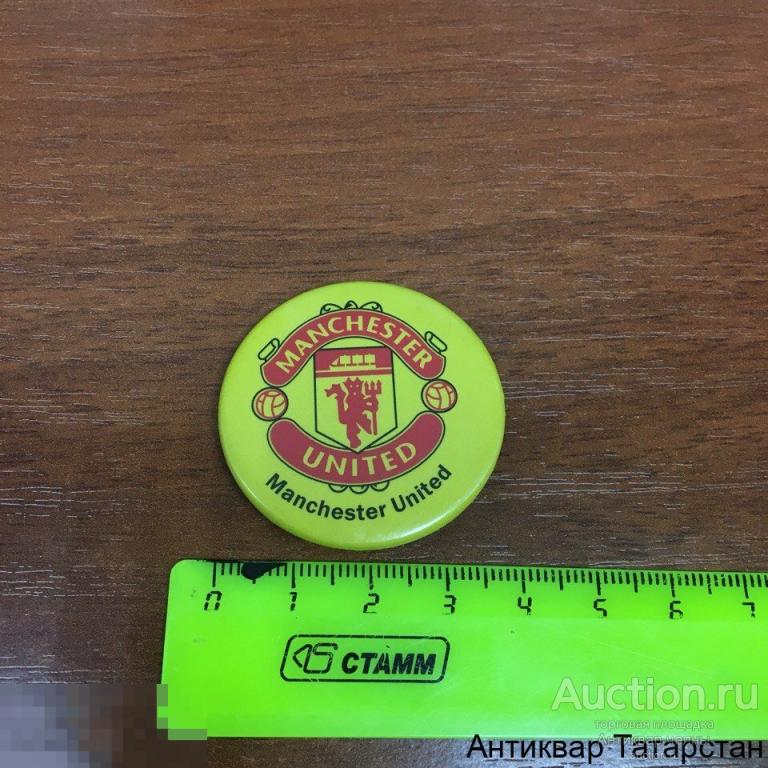 MANCHESTER
UNITED
Manchester United
0 1 2 3 4 5 6 7
СТАММ
Auction.ru
торговая площадка
Антиквар Татарстан